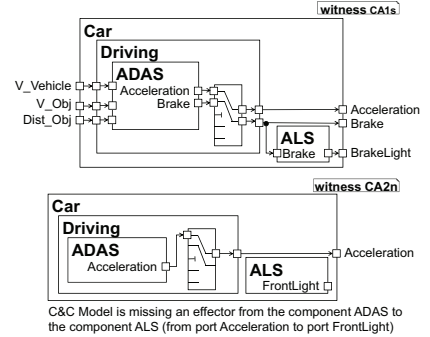 witness CA1s
Car
Driving
ADAS
V_Vehicle
Acceleration
V_Obj
Brake
Dist_Obj
Acceleration
Brake
ALS
Brake
BrakeLight
witness CA2n
Car
Driving
ADAS
Acceleration
Acceleration
ALS
FrontLight
C&C Model is missing an effector from the component ADAS to
the component ALS (from port Acceleration to port FrontLight)